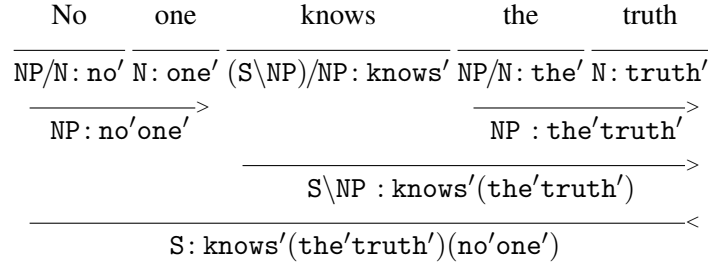 No one knows the truth
NP/N: no′ N: one′ (S\NP)/NP: knows′ NP/N: the′ N: truth′
> >
NP: no′one′ NP : the′truth′
>
S\NP : knows′(the′truth′)
<
S: knows′(the′truth′)(no′one′)